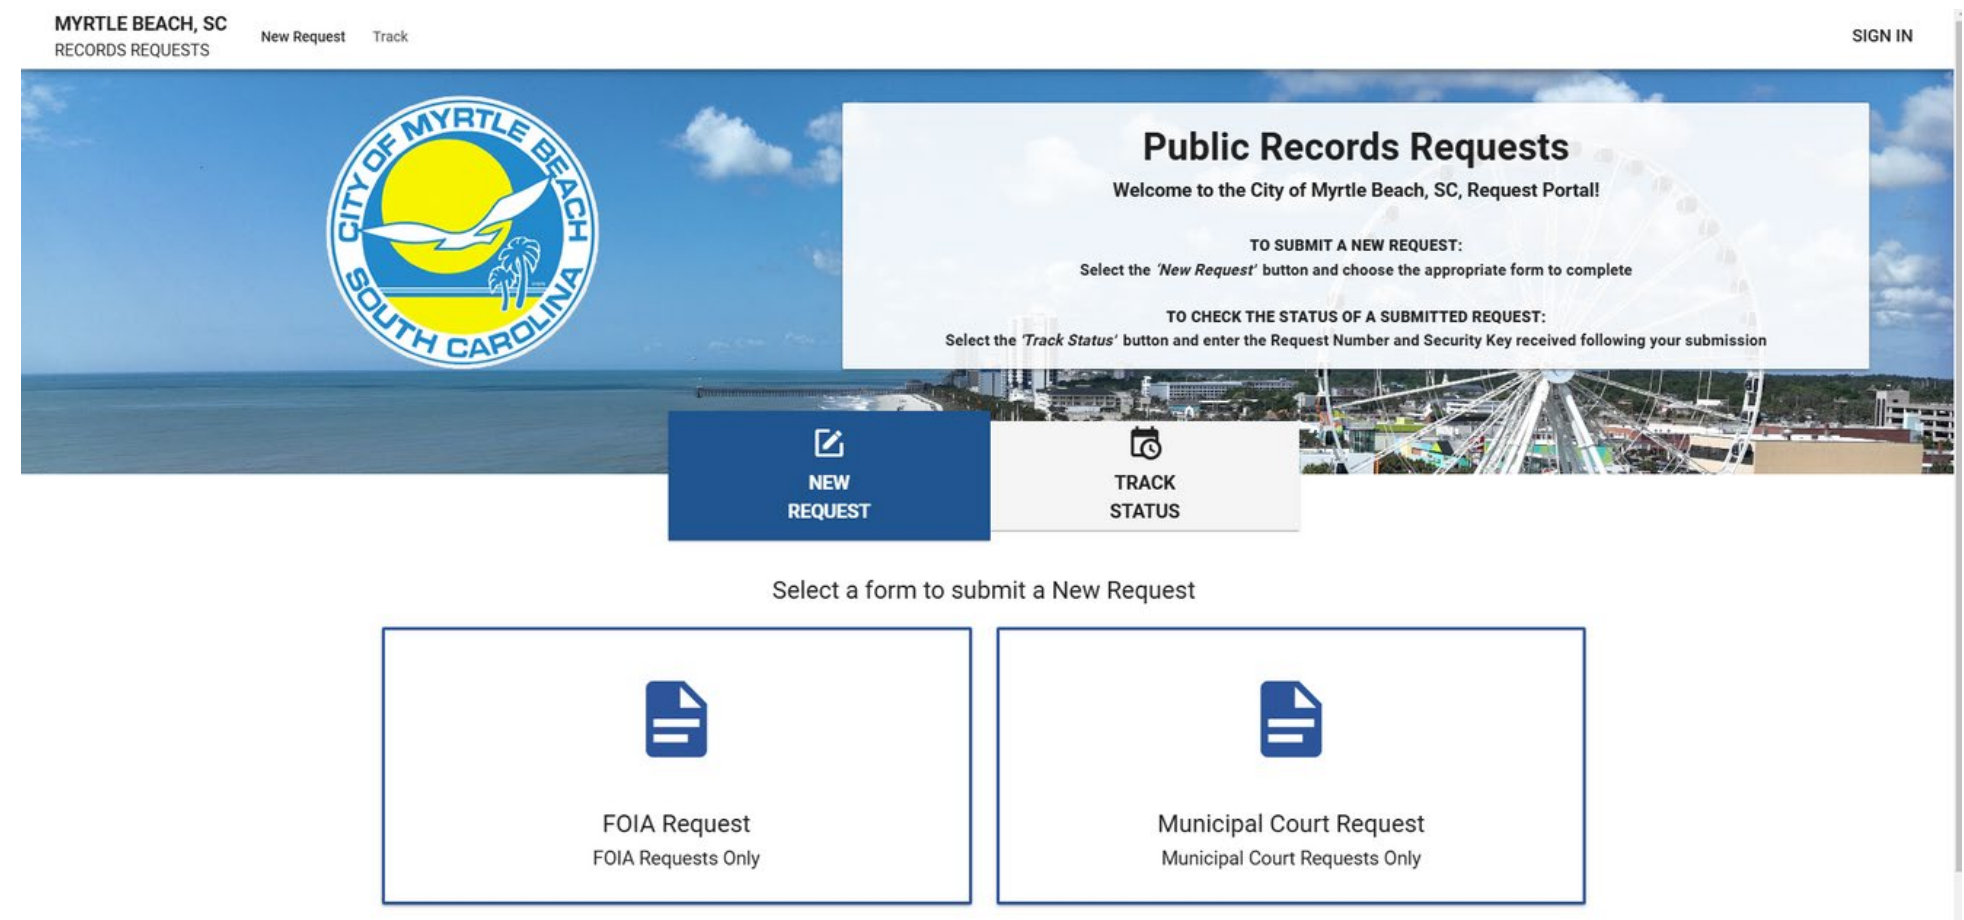 MYRTLE BEACH, SC
RECORDS REQUESTS
New Request
Track
SIGN IN
CITY OF MYRTLE BEACH
SOUTH CAROLINA
Public Records Requests
Welcome to the City of Myrtle Beach, SC, Request Portal!
TO SUBMIT A NEW REQUEST:
Select the 'New Request' button and choose the appropriate form to complete
TO CHECK THE STATUS OF A SUBMITTED REQUEST:
Select the 'Track Status' button and enter the Request Number and Security Key received following your submission
NEW
REQUEST
TRACK
STATUS
Select a form to submit a New Request
FOIA Request
FOIA Requests Only
Municipal Court Request
Municipal Court Requests Only